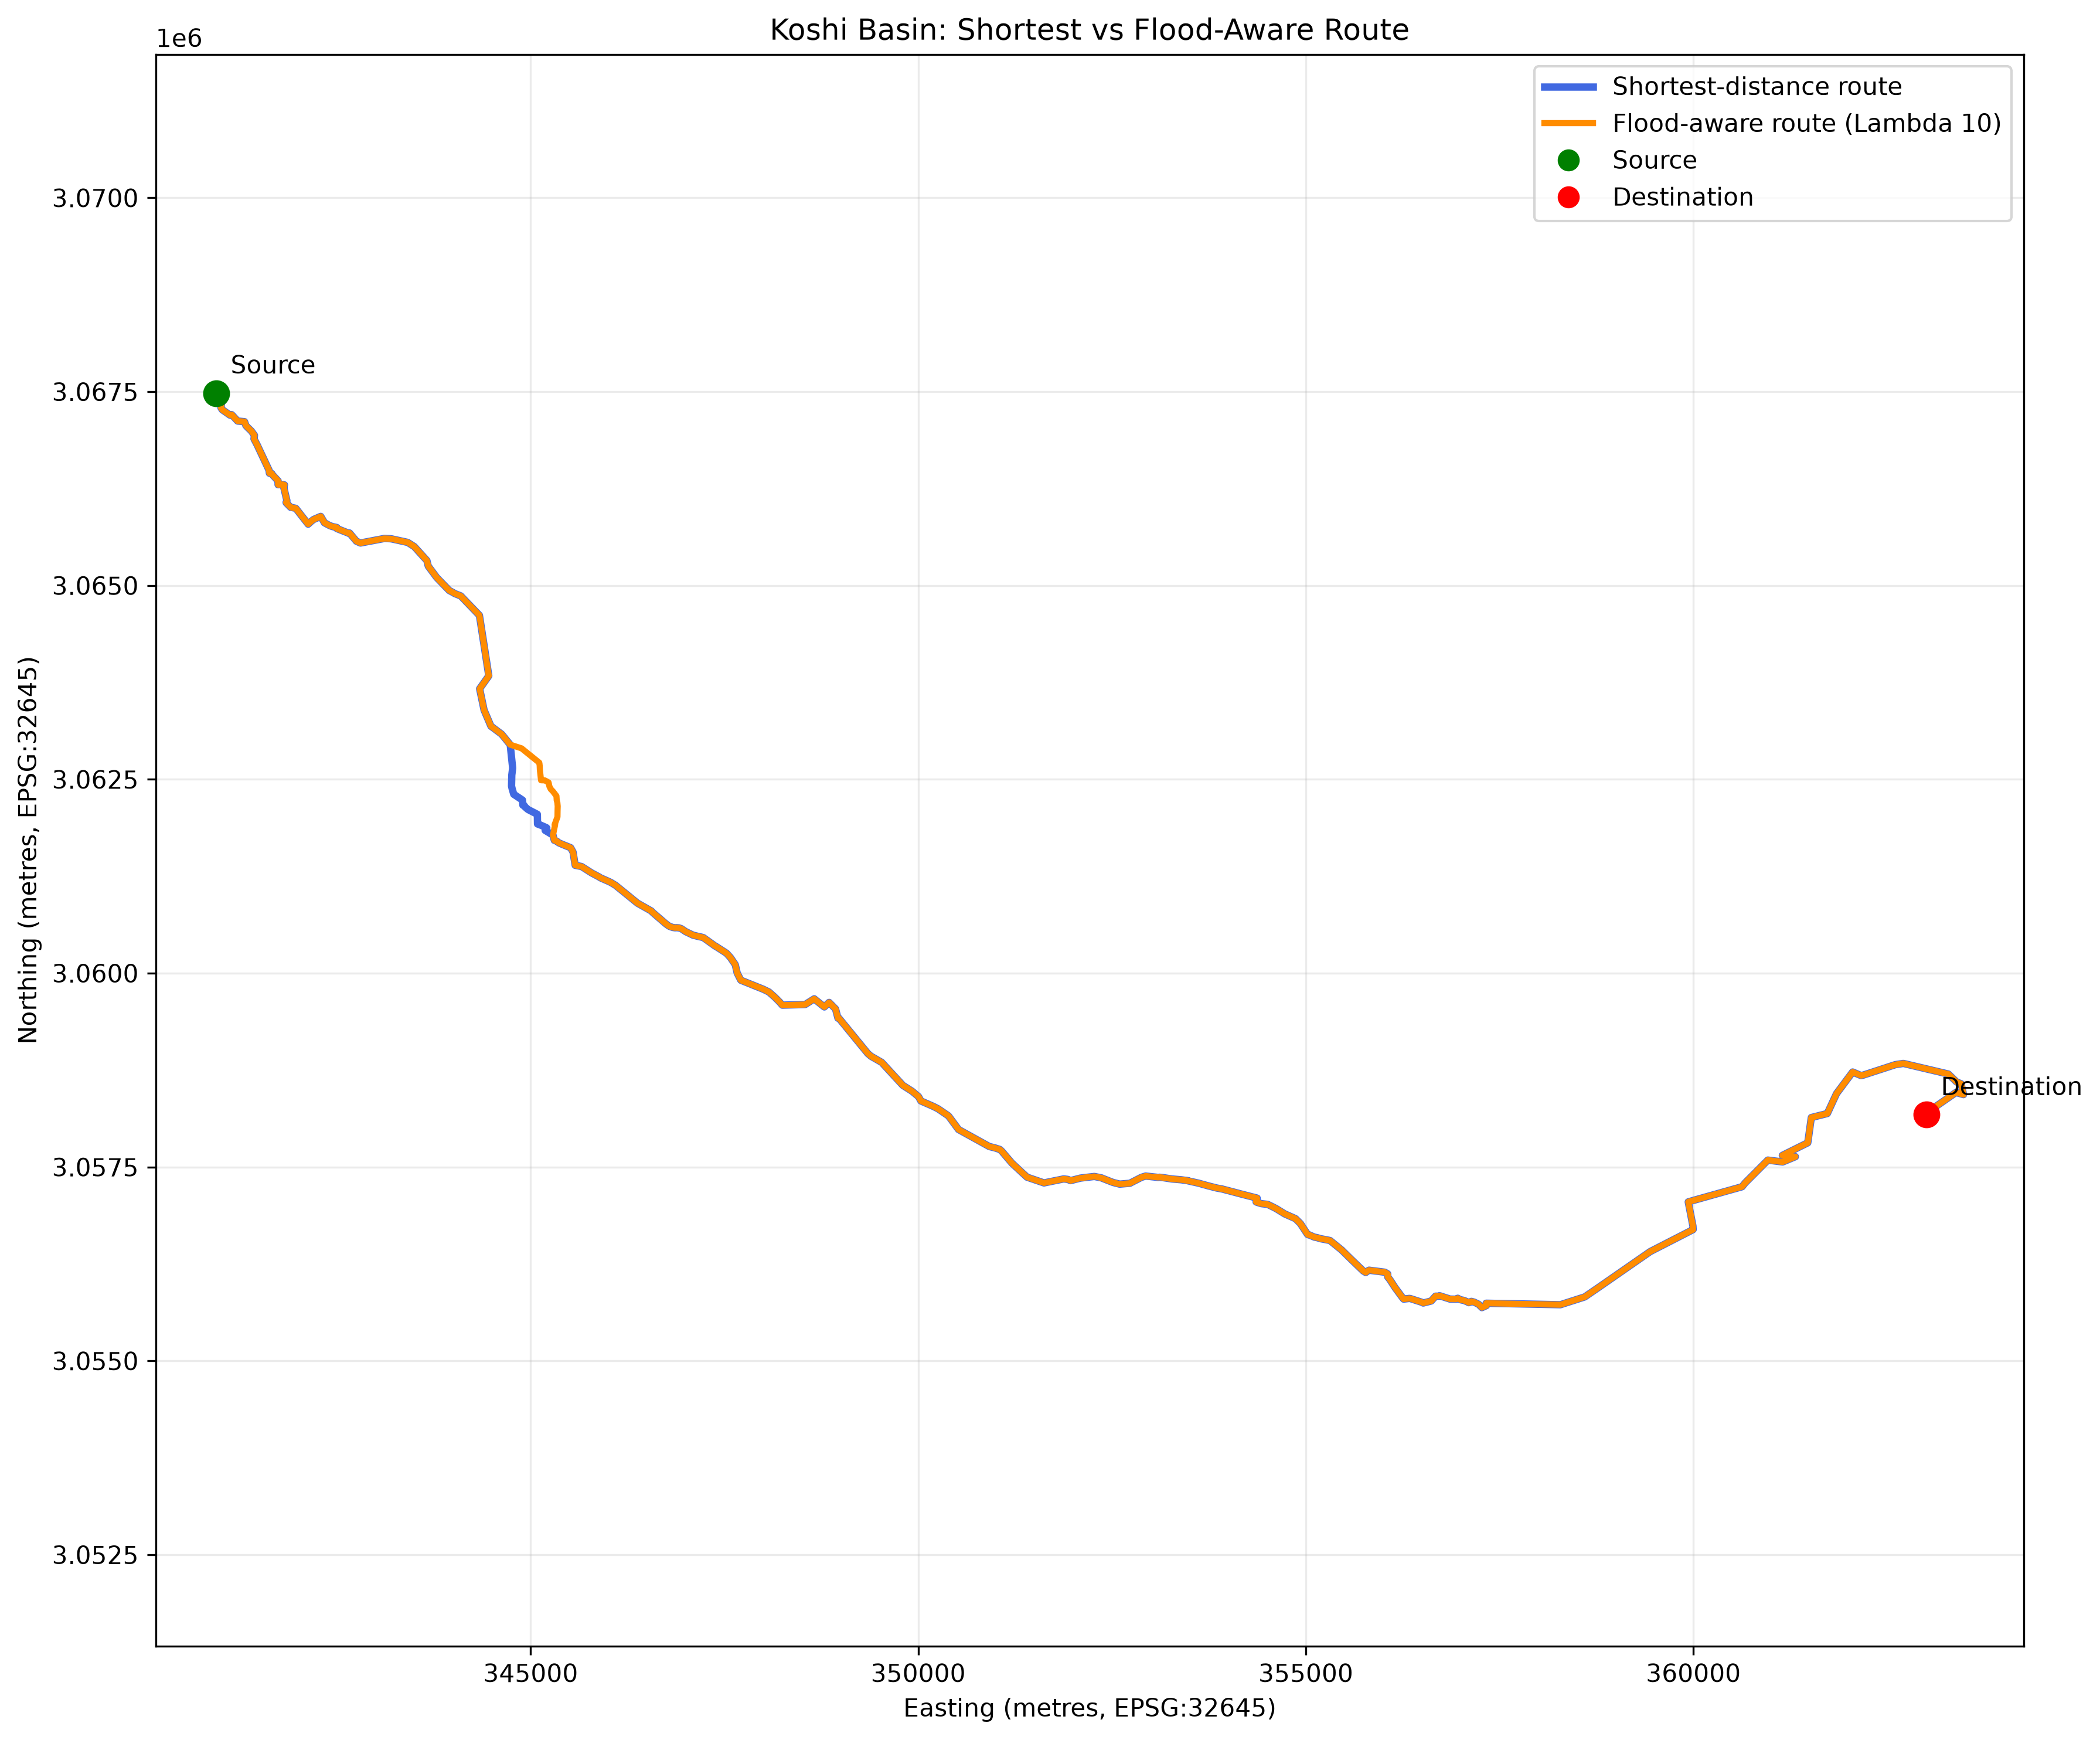 Koshi Basin: Shortest vs Flood-Aware Route
1e6
Shortest-distance route
Flood-aware route (Lambda 10)
Source
Destination
3.0700
Source
3.0675
3.0650
3.0625
3.0600
Destination
3.0575
3.0550
3.0525
Northing (metres, EPSG:32645)
345000 350000 355000 360000
Easting (metres, EPSG:32645)